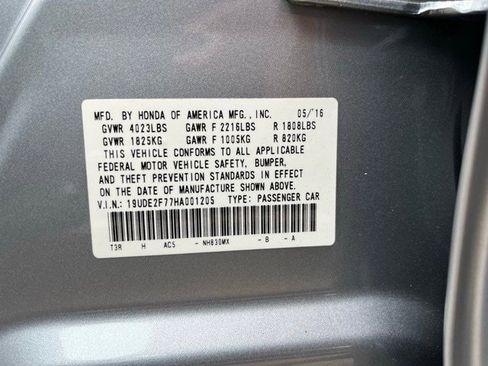 MFD. BY HONDA OF AMERICA MFG., INC. 05/16
GVWR 4023LBS GAWR F 2216LBS R 1808LBS
GVWR 1825KG GAWR F 1005KG R 820KG
THIS VEHICLE CONFORMS TO ALL APPLICABLE
FEDERAL MOTOR VEHICLE SAFETY, BUMPER,
AND THEFT PREVENTION STANDARDS IN EFFECT
ON THE DATE OF MANUFACTURE SHOWN ABOVE.
V.I.N.: 19UDE2F77HA001205 TYPE: PASSENGER CAR
T3R H AC5 - NH830MX - B - A